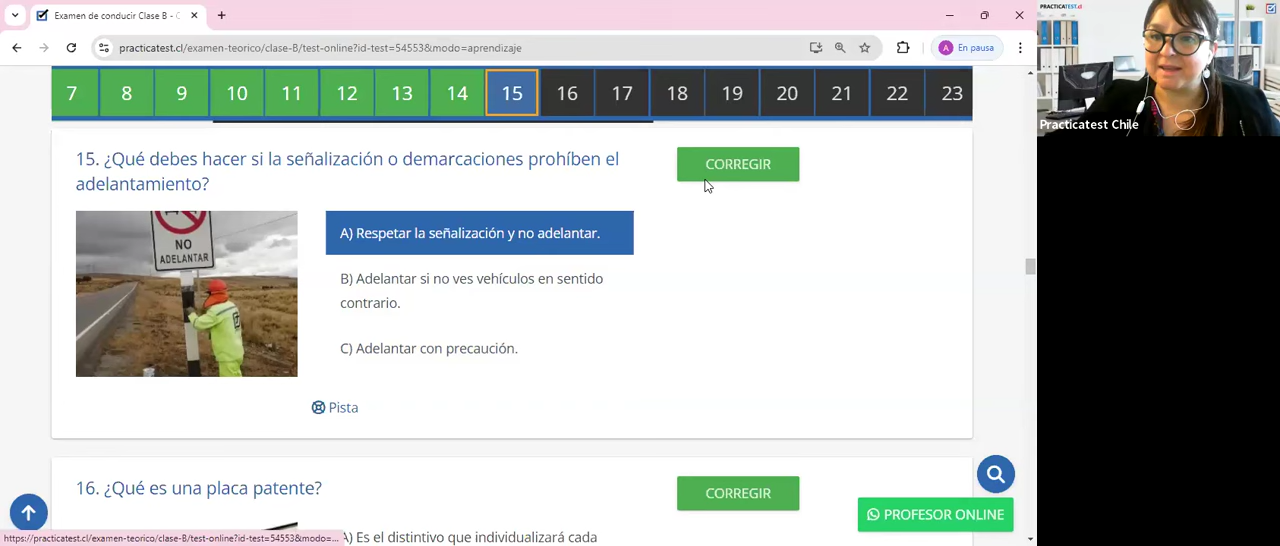 Examen de conducir Clase B - C
practicatest.cl/examen-teorico/clase-B/test-online?id-test=54553&modo=aprendizaje
A
En pausa
PRACTICATEST.cl
Practicatest Chile
7 8 9 10 11 12 13 14 15 16 17 18 19 20 21 22 23
15. ¿Qué debes hacer si la señalización o demarcaciones prohíben el
adelantamiento?
CORREGIR
NO
ADELANTAR
A) Respetar la señalización y no adelantar.
B) Adelantar si no ves vehículos en sentido
contrario.
C) Adelantar con precaución.
Pista
16. ¿Qué es una placa patente?
CORREGIR
A) Es el distintivo que individualizará cada
PROFESOR ONLINE
https://practicatest.cl/examen-teorico/clase-B/test-online?id-test=54553&modo=...